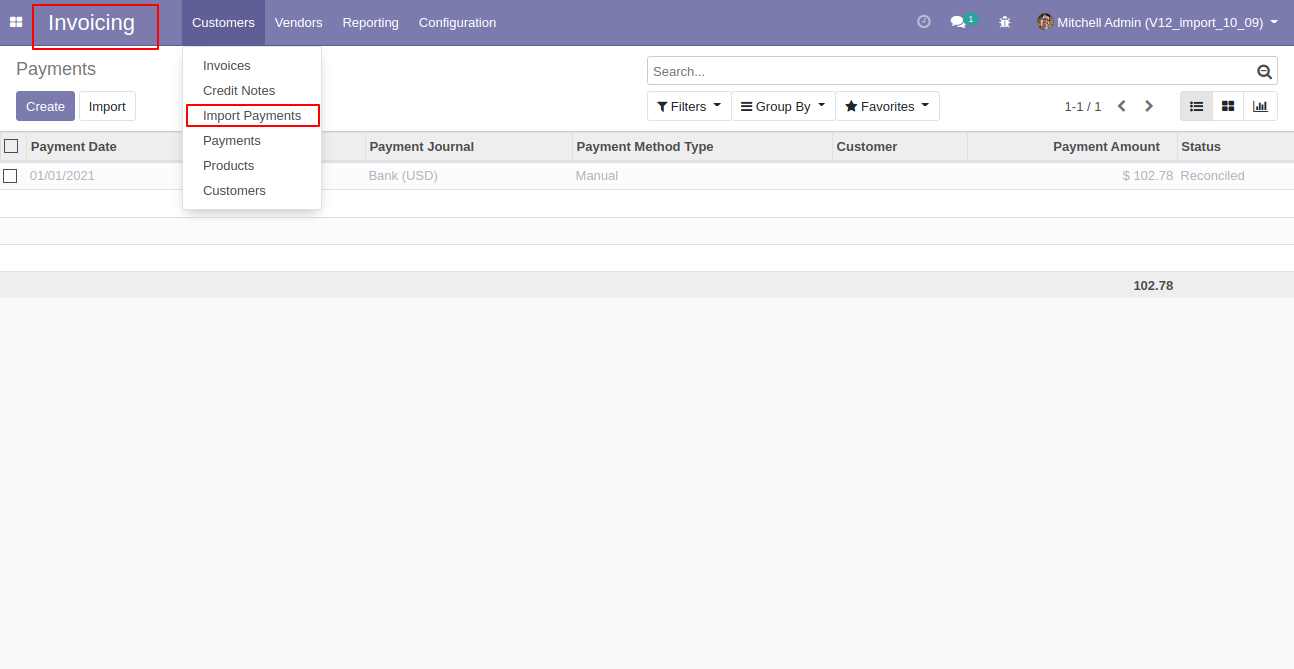 Invoicing Customers Vendors Reporting Configuration 1 Mitchell Admin (V12_import_10_09)
Payments
Search...
Create Import
Filters Group By Favorites 1-1 / 1
Invoices
Credit Notes
Import Payments
Payments
Products
Customers
Payment Date Payment Journal Payment Method Type Customer Payment Amount Status
01/01/2021 Bank (USD) Manual $ 102.78 Reconciled
102.78